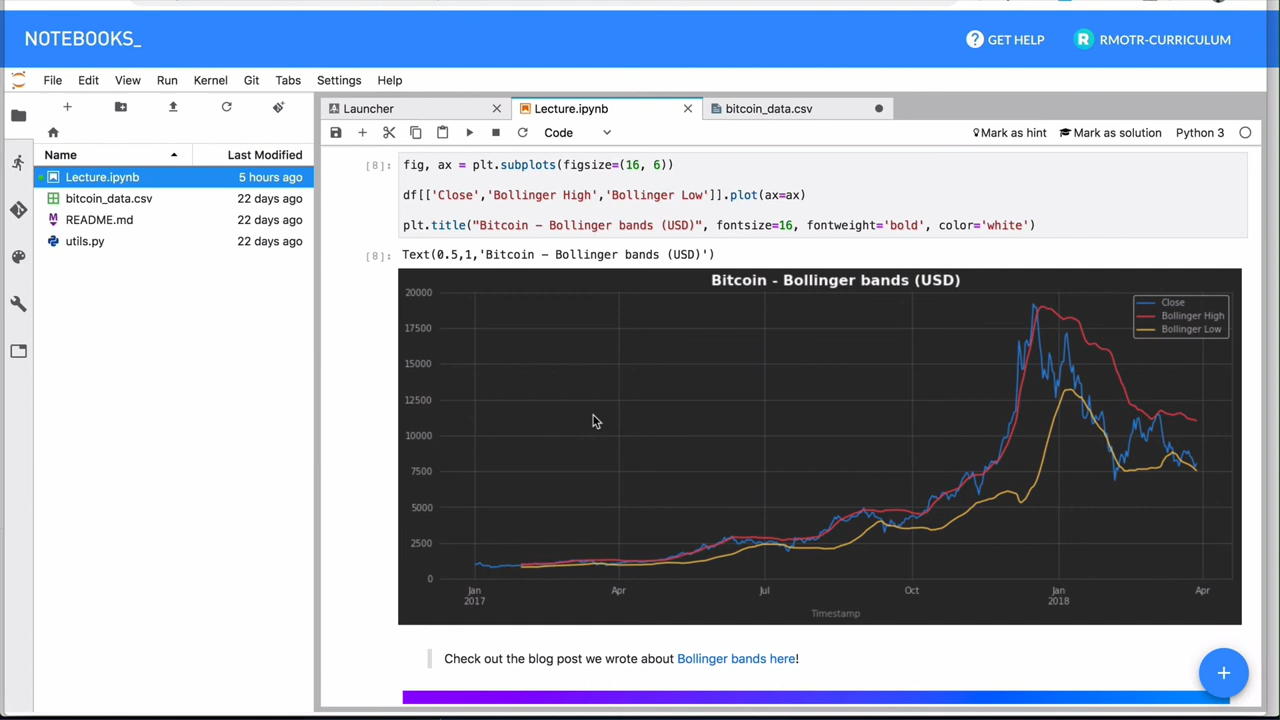 NOTEBOOKS_
GET HELP
R
RMOTR-CURRICULUM
File Edit View Run Kernel Git Tabs Settings Help
Name
Last Modified
Lecture.ipynb 5 hours ago
bitcoin_data.csv 22 days ago
README.md 22 days ago
utils.py 22 days ago
Launcher
Lecture.ipynb
bitcoin_data.csv
Code
Mark as hint
Mark as solution
Python 3
[8]:
fig, ax = plt.subplots(figsize=(16, 6))
df[['Close','Bollinger High','Bollinger Low']].plot(ax=ax)
plt.title("Bitcoin - Bollinger bands (USD)", fontsize=16, fontweight='bold', color='white')
[8]:
Text(0.5,1,'Bitcoin - Bollinger bands (USD)')
Bitcoin - Bollinger bands (USD)
Close
Bollinger High
Bollinger Low
20000
17500
15000
12500
10000
7500
5000
2500
0
Jan Apr Jul Oct Jan Apr
2017 2018
Timestamp
Check out the blog post we wrote about Bollinger bands here!